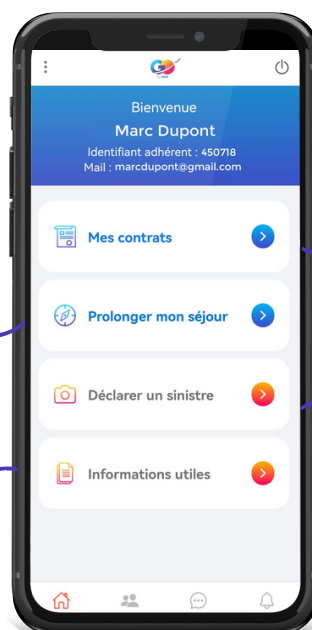 GO
Bienvenue
Marc Dupont
Identifiant adhérent : 450718
Mail : marcdupont@gmail.com
Mes contrats
Prolonger mon séjour
Déclarer un sinistre
Informations utiles